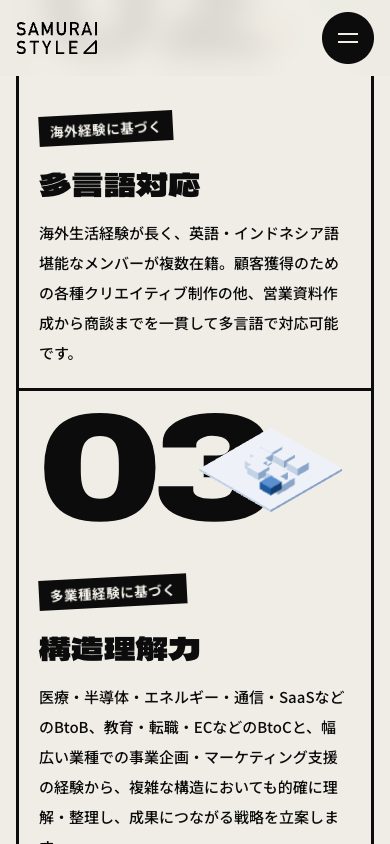 SAMURAI
STYLE
海外経験に基づく
多言語対応
海外生活経験が長く、英語・インドネシア語
堪能なメンバーが複数在籍。顧客獲得のため
の各種クリエイティブ制作の他、営業資料作
成から商談までを一貫して多言語で対応可能
です。
03
多業種経験に基づく
構造理解力
医療・半導体・エネルギー・通信・SaaSなど
のBtoB、教育・転職・ECなどのBtoCと、幅
広い業種での事業企画・マーケティング支援
の経験から、複雑な構造においても的確に理
解・整理し、成果につながる戦略を立案しま